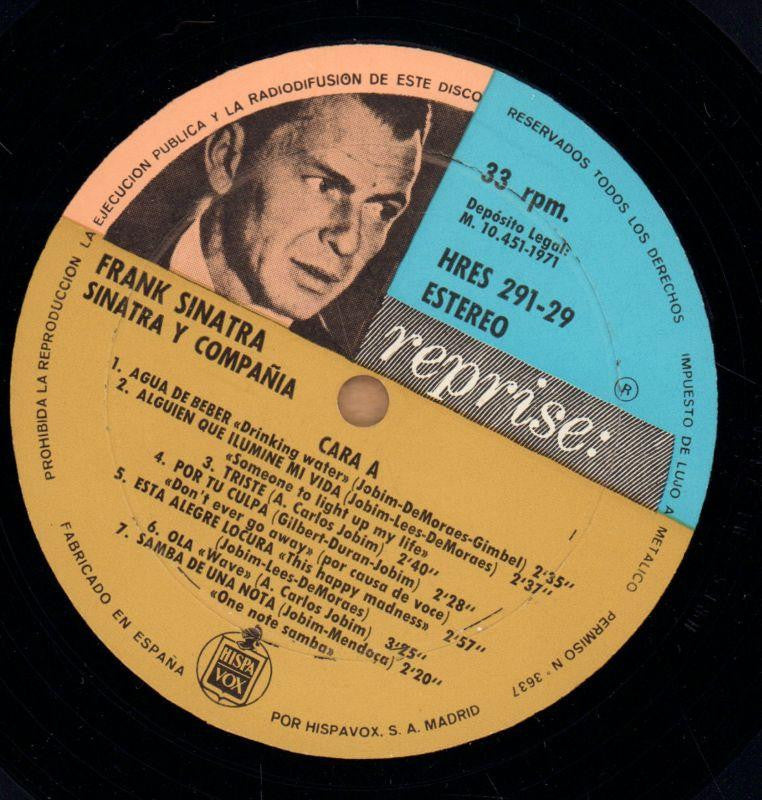 PROHIBIDA LA REPRODUCCION LA EJECUCION PUBLICA Y LA RADIODIFUSIÓN DE ESTE DISCO
RESERVADOS TODOS LOS DERECHOS IMPUESTO DE LUJO A METALICO PERMISO N° 3637
33 rpm.
Depósito Legal:
M. 10.451-1971
HRES 291-29
ESTEREO
reprise:
FRANK SINATRA
SINATRA Y COMPAÑIA
CARA A
1. AGUA DE BEBER «Drinking water» (Jobim-DeMoraes-Gimbel) 2'35''
2. ALGUIEN QUE ILUMINE MI VIDA (Jobim-Lees-DeMoraes)
«Someone to light up my life» 2'37''
3. TRISTE (A. Carlos Jobim) 2'40''
4. POR TU CULPA (Gilbert-Duran-Jobim)
«Don't ever go away» (por causa de voce) 2'28''
5. ESTA ALEGRE LOCURA «This happy madness»
(Jobim-Lees-DeMoraes) 2'57''
6. OLA «Wave» (A. Carlos Jobim) 3'25''
7. SAMBA DE UNA NOTA (Jobim-Mendoça) 2'20''
«One note samba»
HISPA
VOX
FABRICADO EN ESPAÑA
POR HISPAVOX, S. A. MADRID